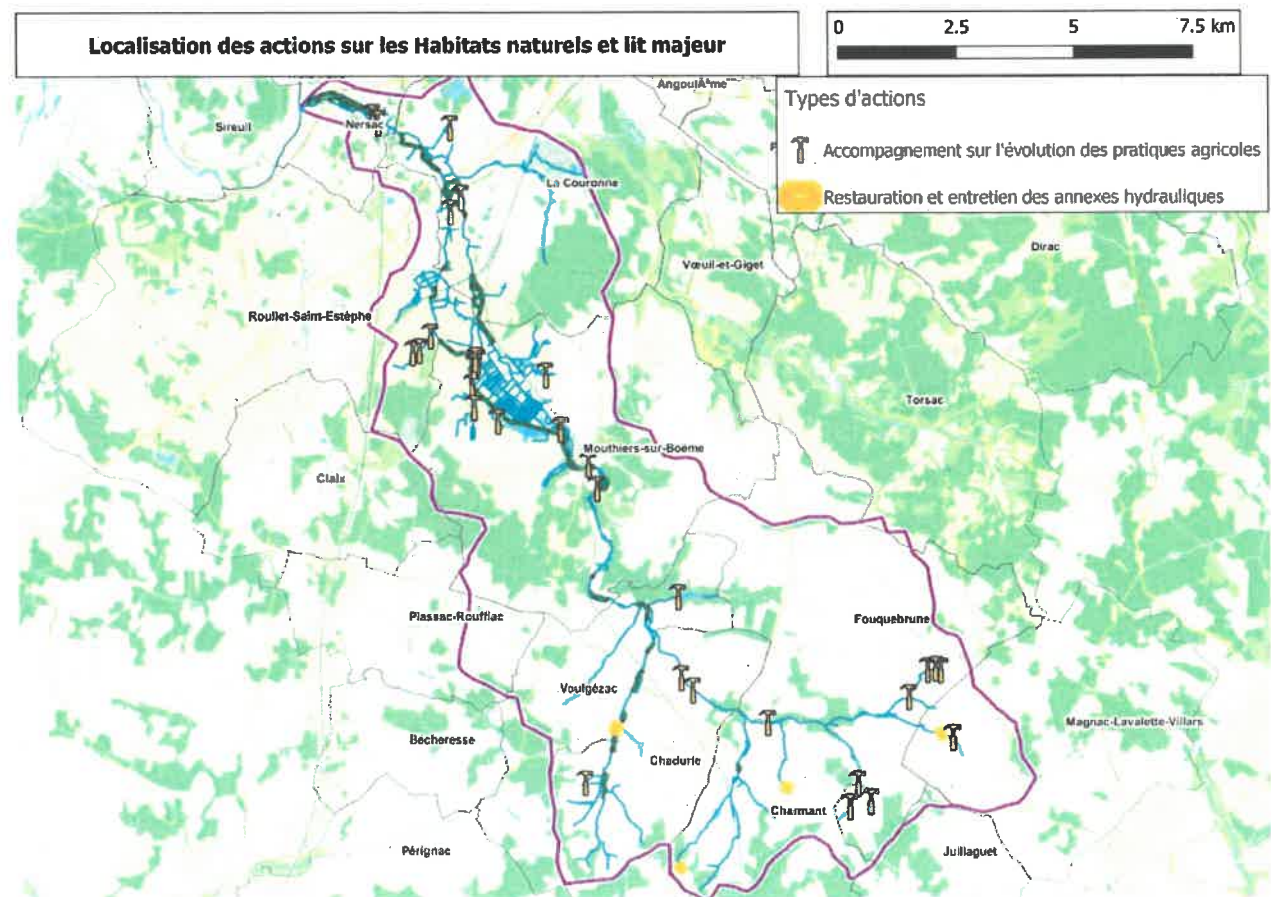 Localisation des actions sur les Habitats naturels et lit majeur
0 2.5 5 7.5 km
Types d'actions
Accompagnement sur l'évolution des pratiques agricoles
Restauration et entretien des annexes hydrauliques
AngoulÃªme
Sireuil
Nersac
La Couronne
Dirac
Vœuil-et-Giget
Roullet-Saint-Estèphe
Torsac
Mouthiers-sur-Boëme
Claix
Plassac-Rouffiac
Fouquebrune
Voulgézac
Magnac-Lavalette-Villars
Bécheresse
Chadurie
Charmant
Pérignac
Juillaguet